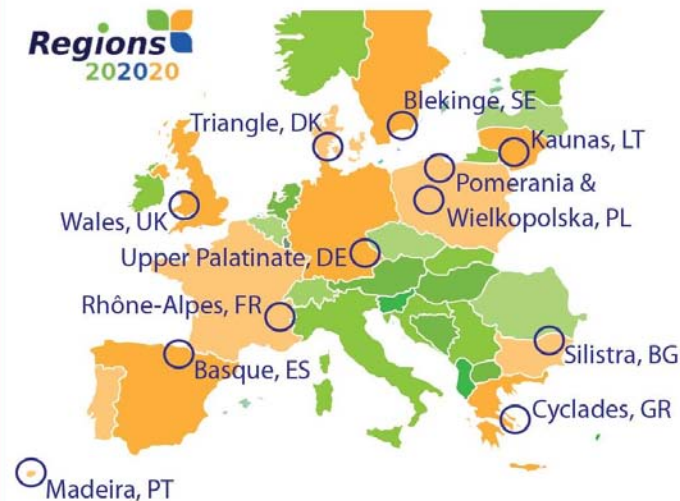 Regions
202020
Blekinge, SE
Triangle, DK
Kaunas, LT
Pomerania &
Wielkopolska, PL
Wales, UK
Upper Palatinate, DE
Rhône-Alpes, FR
Basque, ES
Silistra, BG
Cyclades, GR
Madeira, PT